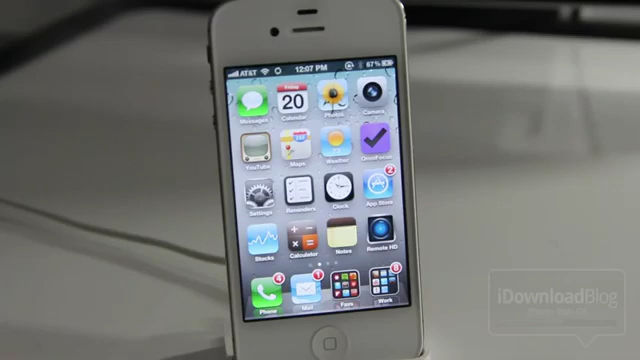 AT&T 12:07 PM 67%
Friday
20
Messages Calendar Photos Camera
280
YouTube Maps Weather OmniFocus
2
Settings Reminders Clock App Store
Stocks Calculator Notes Remote HD
4 1 8
Phone Mail Favs Work
iDownloadBlog